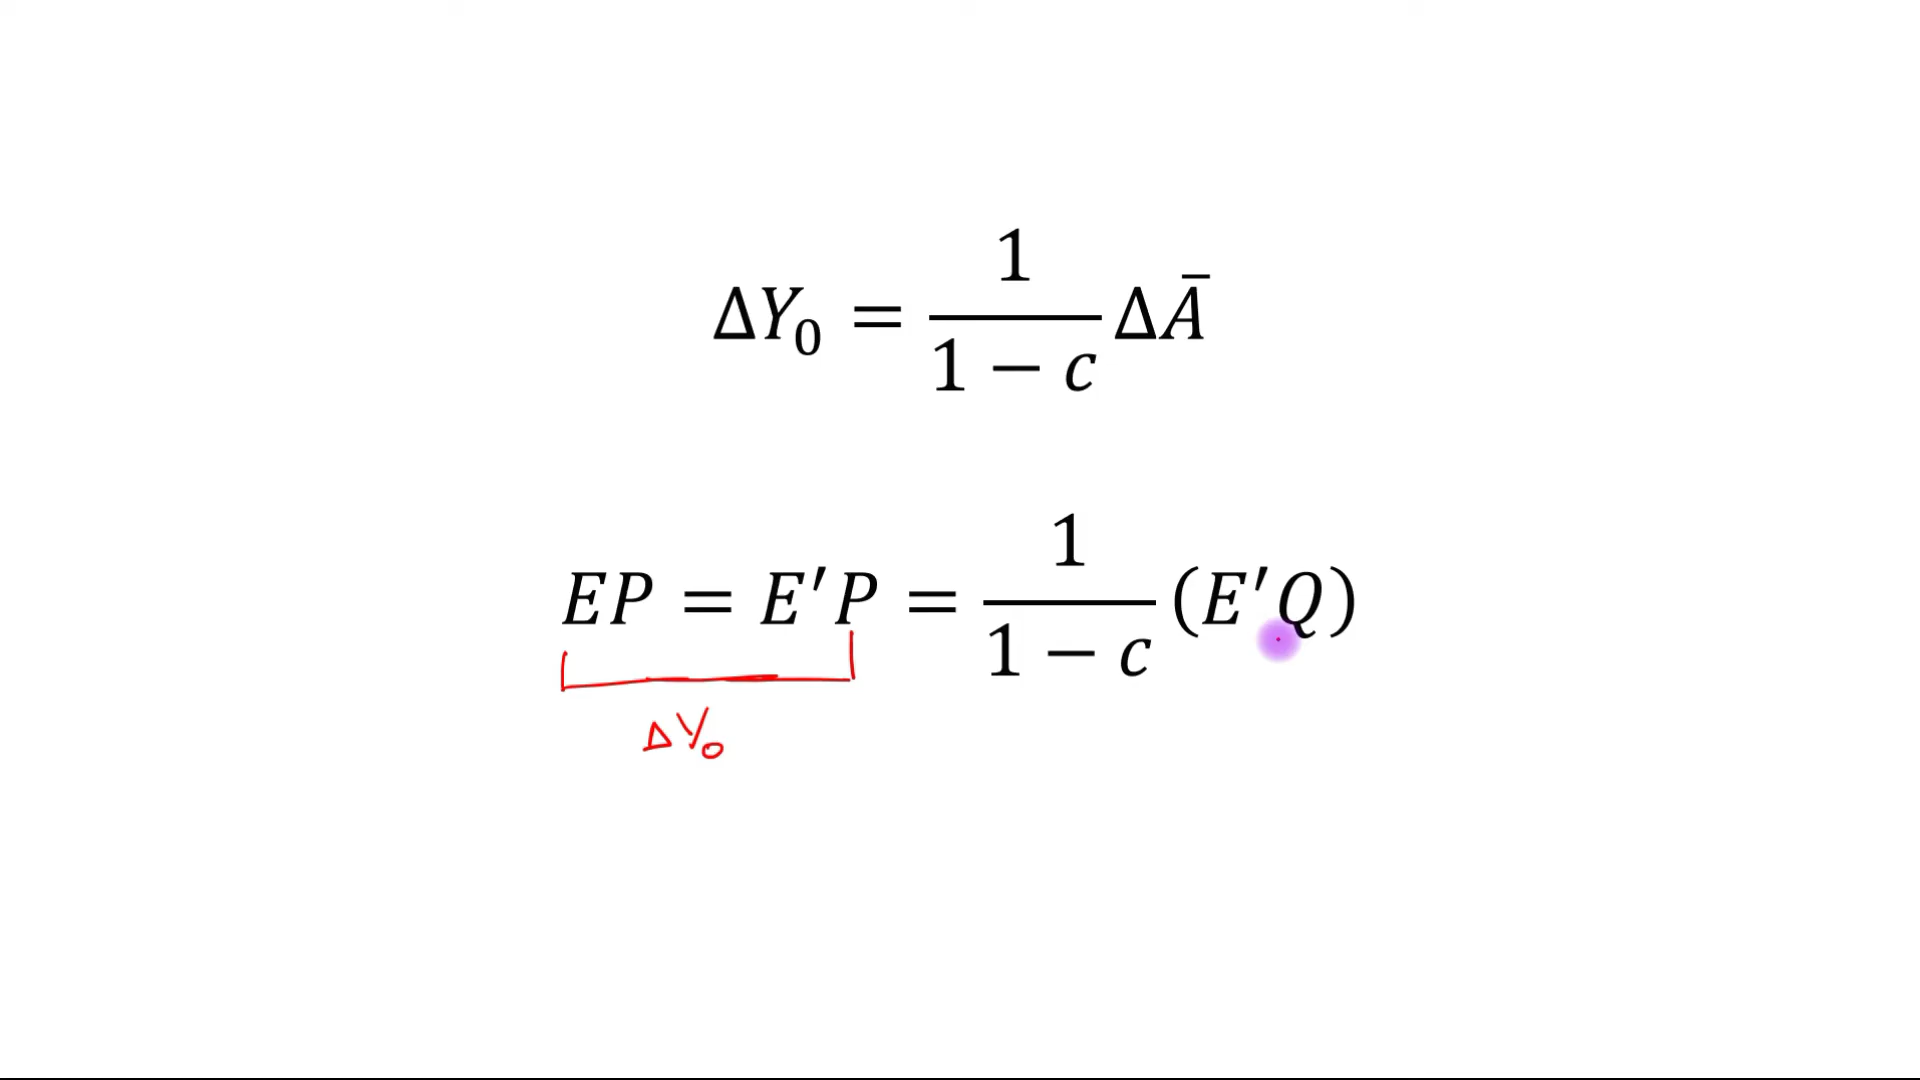 ΔY₀ = 1/(1 − c) ΔĀ
EP = E′P = 1/(1 − c) (E′Q)
ΔY₀